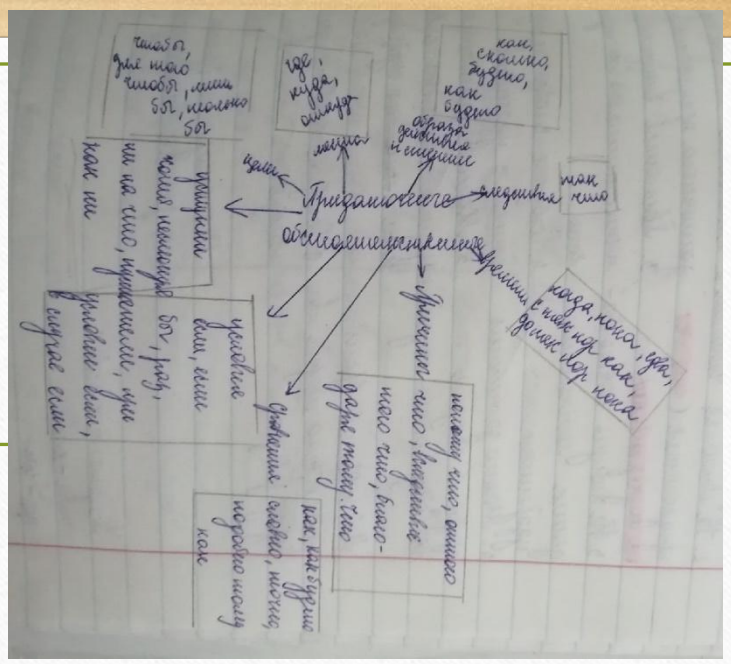 Придаточные
обстоятельственные
цели
чтобы,
для того
чтобы, лишь
бы, только
бы
места
где,
куда,
откуда
образа
действия
и степени
как,
сколько,
будто,
как
будто
следствия
так
что
времени
когда, пока, едва,
с тех пор как,
до тех пор пока
причины
потому что, оттого
что, вследствие
того что, благо-
даря тому что
сравнения
как, как будто
словно, точно,
подобно тому
как
условия
если, если
бы, раз,
при
условии если,
в случае если
уступки
хотя, несмотря
ни на что, пускай
как ни